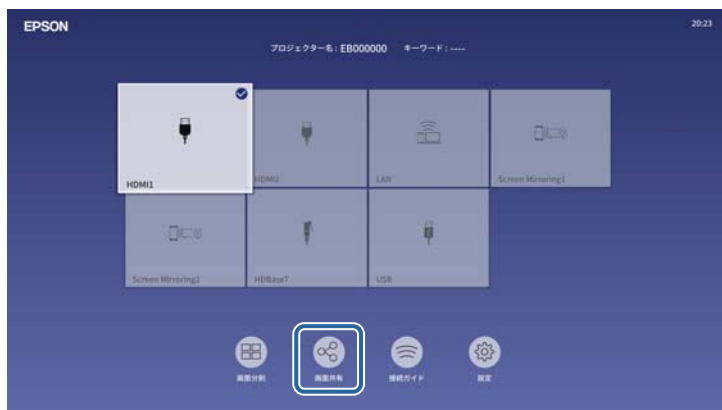 EPSON
20:23
プロジェクター名 : EB000000 キーワード : ----
HDMI1
HDMI2
LAN
Screen Mirroring1
Screen Mirroring2
HDBaseT
USB
画面分割
画面共有
接続ガイド
設定